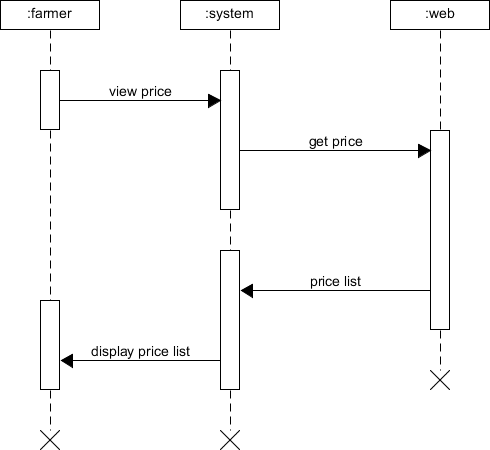 :farmer
:system
:web
view price
get price
price list
display price list